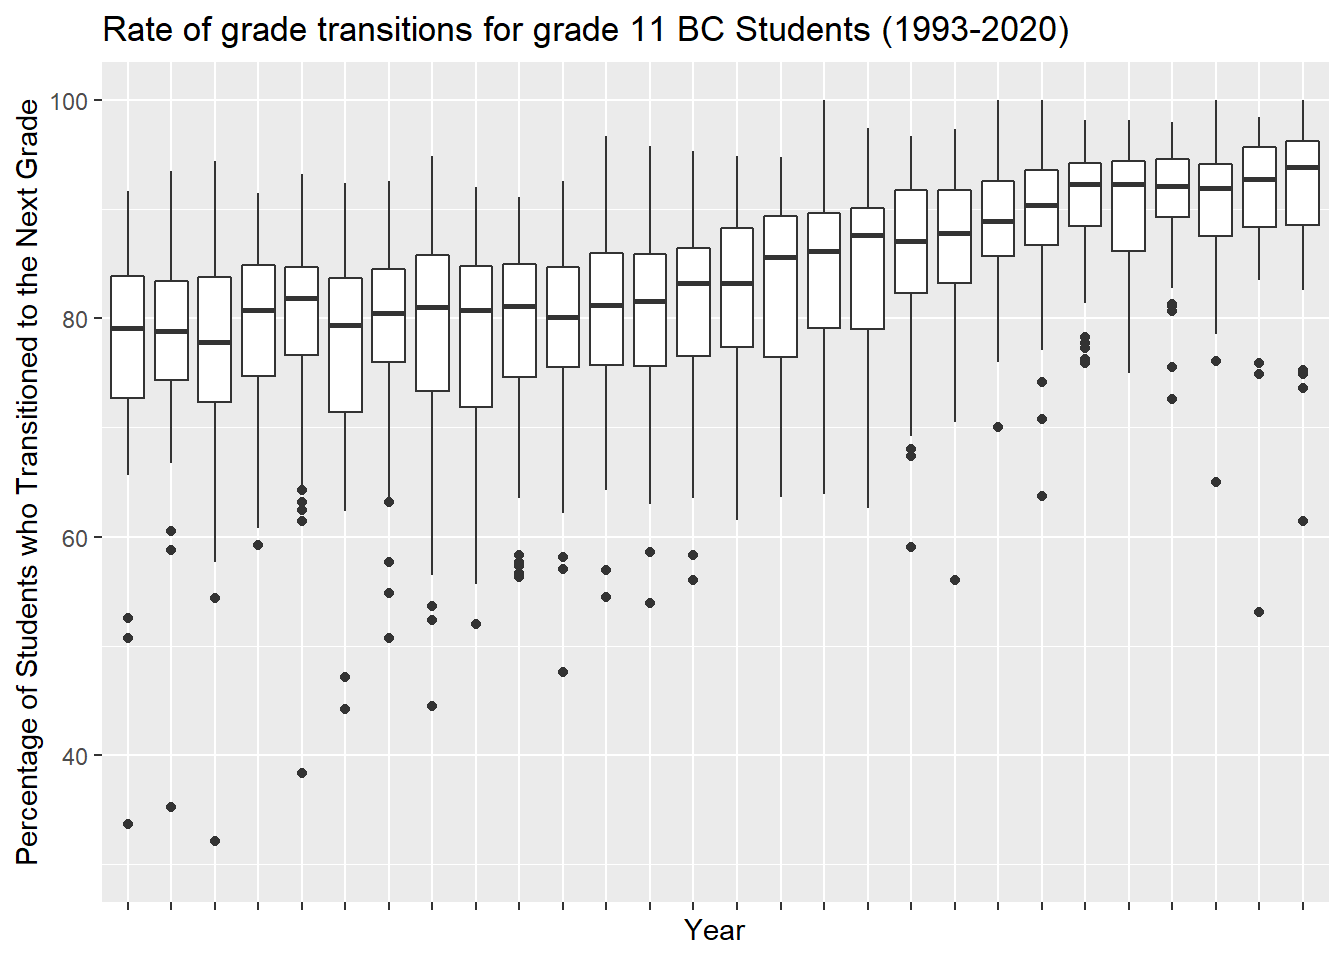 Rate of grade transitions for grade 11 BC Students (1993-2020)
Percentage of Students who Transitioned to the Next Grade
100
80
60
40
Year